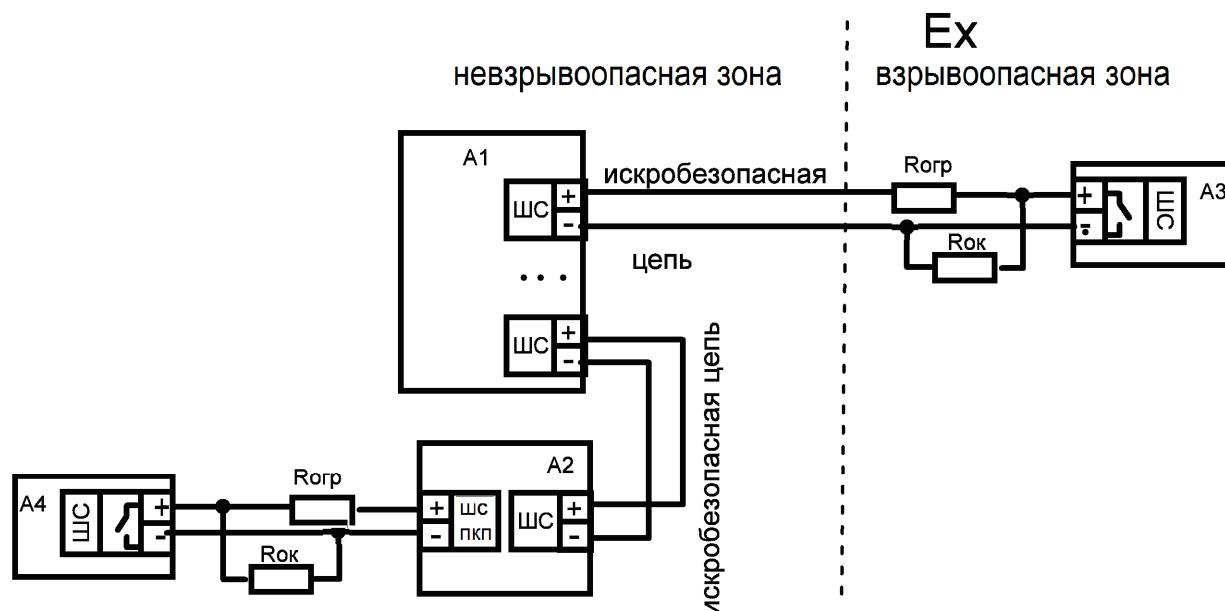 Ex
невзрывоопасная зона
взрывоопасная зона
A1
ШС
+
-
искробезопасная
цепь
Rогр
Rок
+
-
ШС
A3
...
ШС
+
-
искробезопасная цепь
A2
+
-
ШС
ПКП
ШС
+
-
A4
ШС
+
-
Rогр
Rок